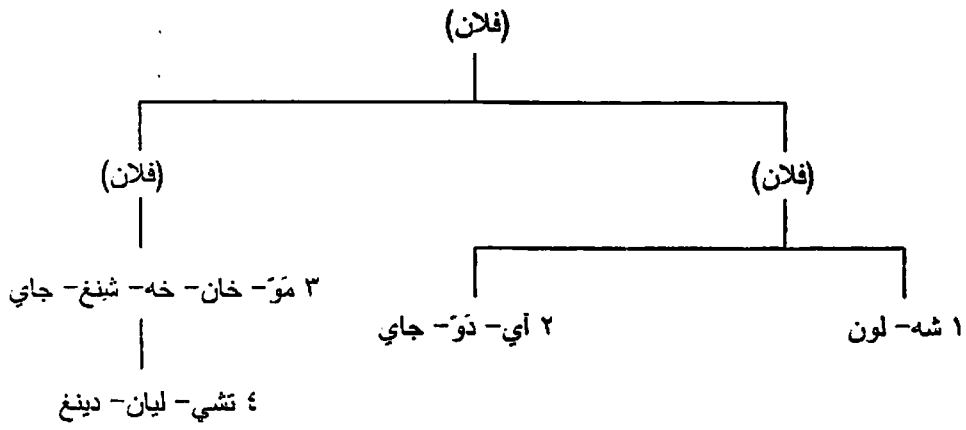 (فلان)
(فلان)
(فلان)
١ شه- لون
٢ آي- دَوّ- جاي
٣ مَوّ- خان- خه- شِنغ- جاي
٤ تشي- ليان- دينغ